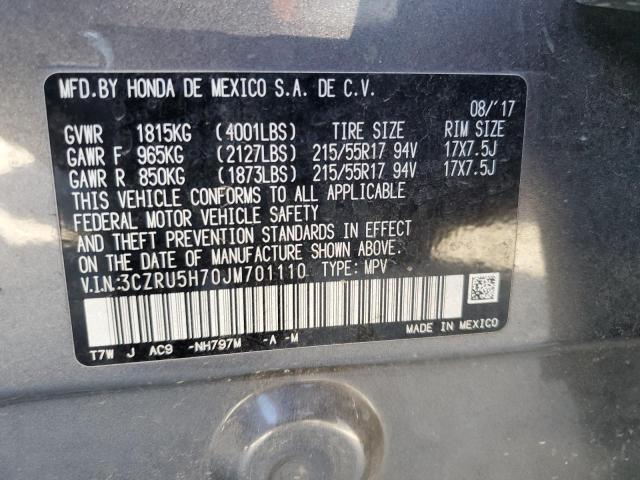 MFD.BY HONDA DE MEXICO S.A. DE C.V.
08/'17
GVWR 1815KG (4001LBS) TIRE SIZE RIM SIZE
GAWR F 965KG (2127LBS) 215/55R17 94V 17X7.5J
GAWR R 850KG (1873LBS) 215/55R17 94V 17X7.5J
THIS VEHICLE CONFORMS TO ALL APPLICABLE
FEDERAL MOTOR VEHICLE SAFETY
AND THEFT PREVENTION STANDARDS IN EFFECT
ON THE DATE OF MANUFACTURE SHOWN ABOVE.
V.I.N:3CZRU5H70JM701110 TYPE: MPV
T7W J AC9 -NH797M -A -M
MADE IN MEXICO